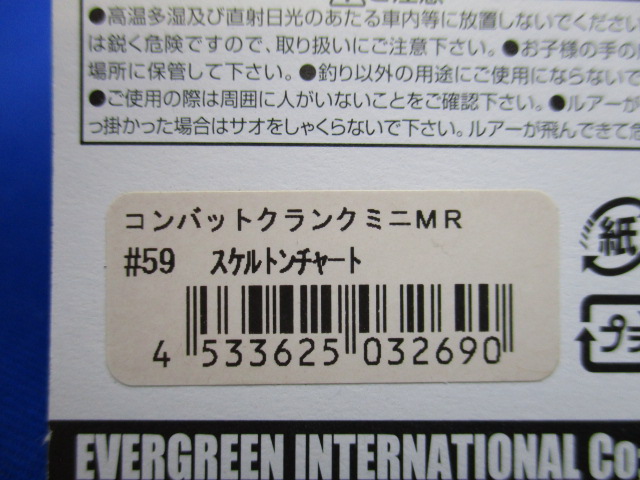 ●高温多湿及び直射日光のあたる車内等に放置しないでください
は鋭く危険ですので、取り扱いにご注意下さい。●お子様の手の
場所に保管して下さい。●釣り以外の用途にご使用にならないで
●ご使用の際は周囲に人がいないことをご確認下さい。●ルアーが
っ掛かった場合はサオをしゃくらないで下さい。ルアーが飛んできて
コンバットクランクミニMR
#59 スケルトンチャート
4 533625 032690
紙
プラ
EVERGREEN INTERNATIONAL Co.